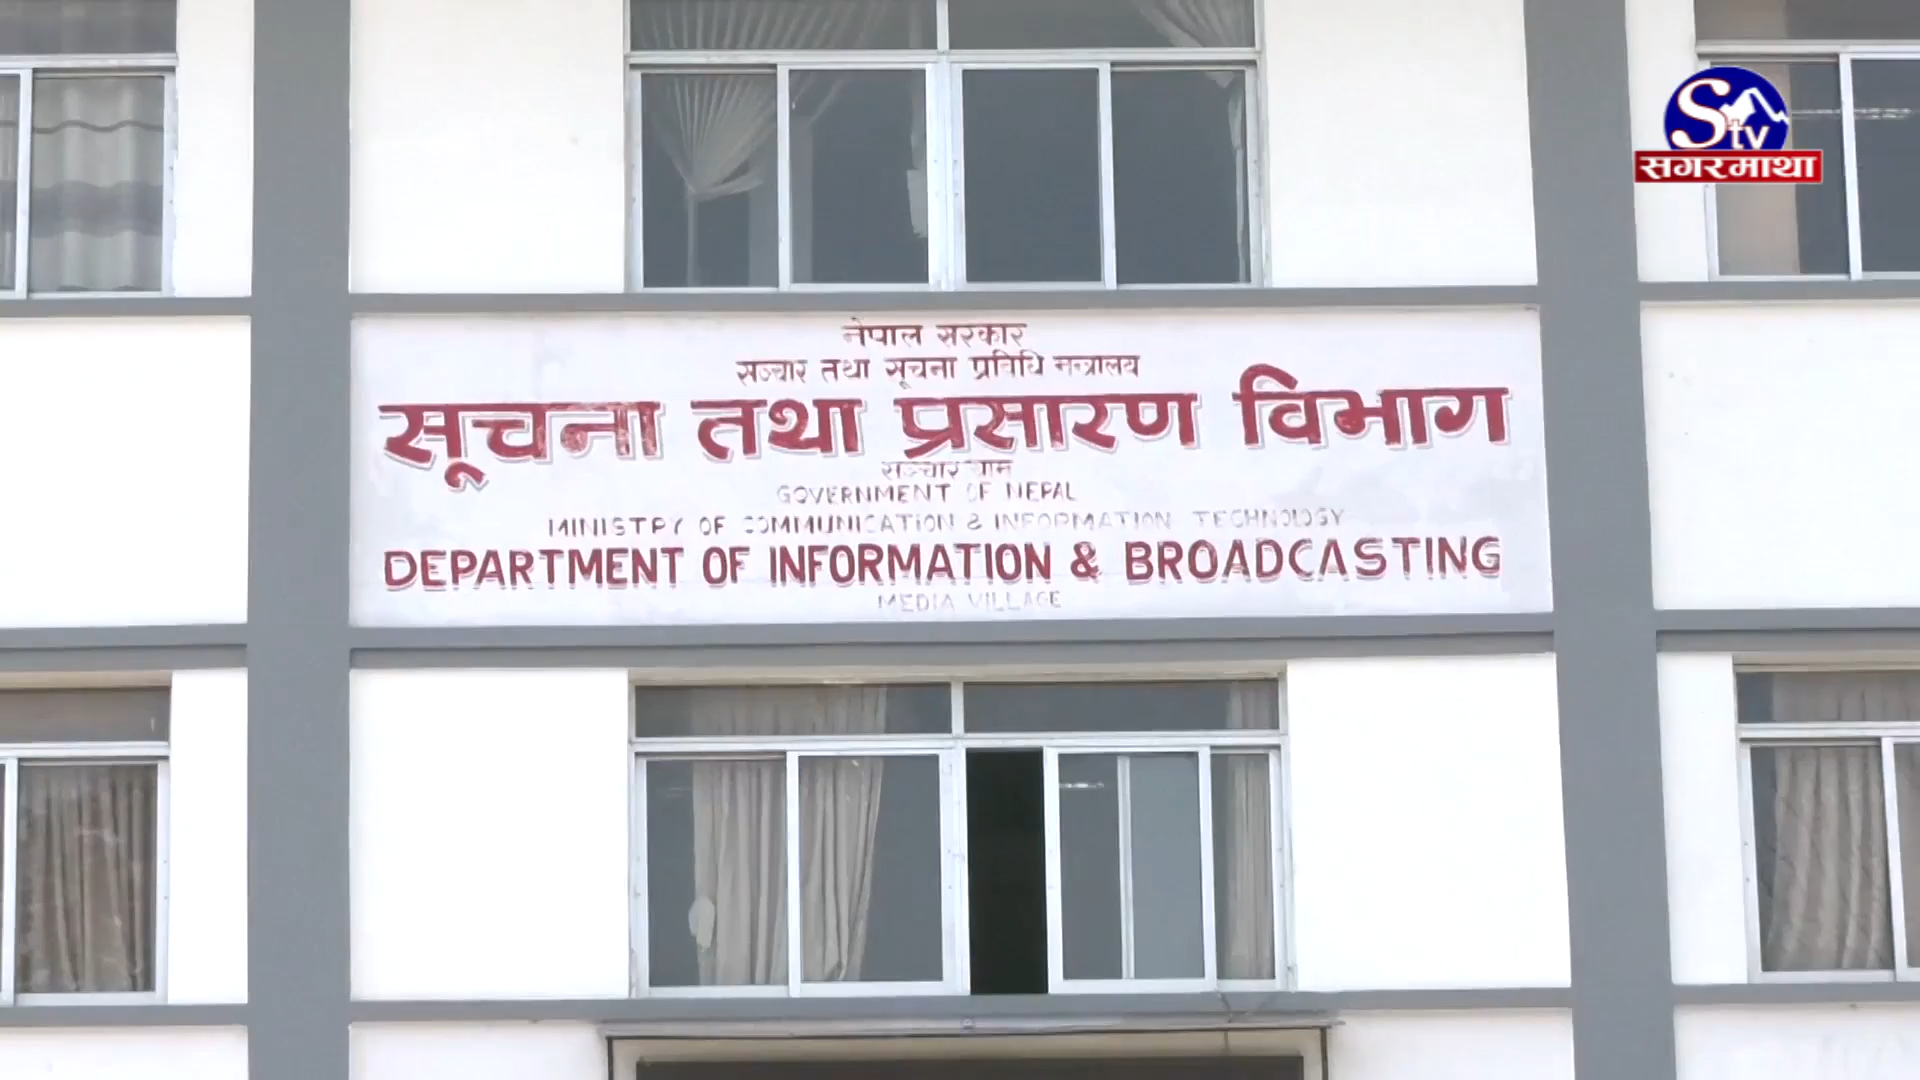 Stv
सगरमाथा
नेपाल सरकार
सञ्चार तथा सूचना प्रविधि मन्त्रालय
सूचना तथा प्रसारण विभाग
सञ्चारग्राम
GOVERNMENT OF NEPAL
MINISTRY OF COMMUNICATION & INFORMATION TECHNOLOGY
DEPARTMENT OF INFORMATION & BROADCASTING
MEDIA VILLAGE